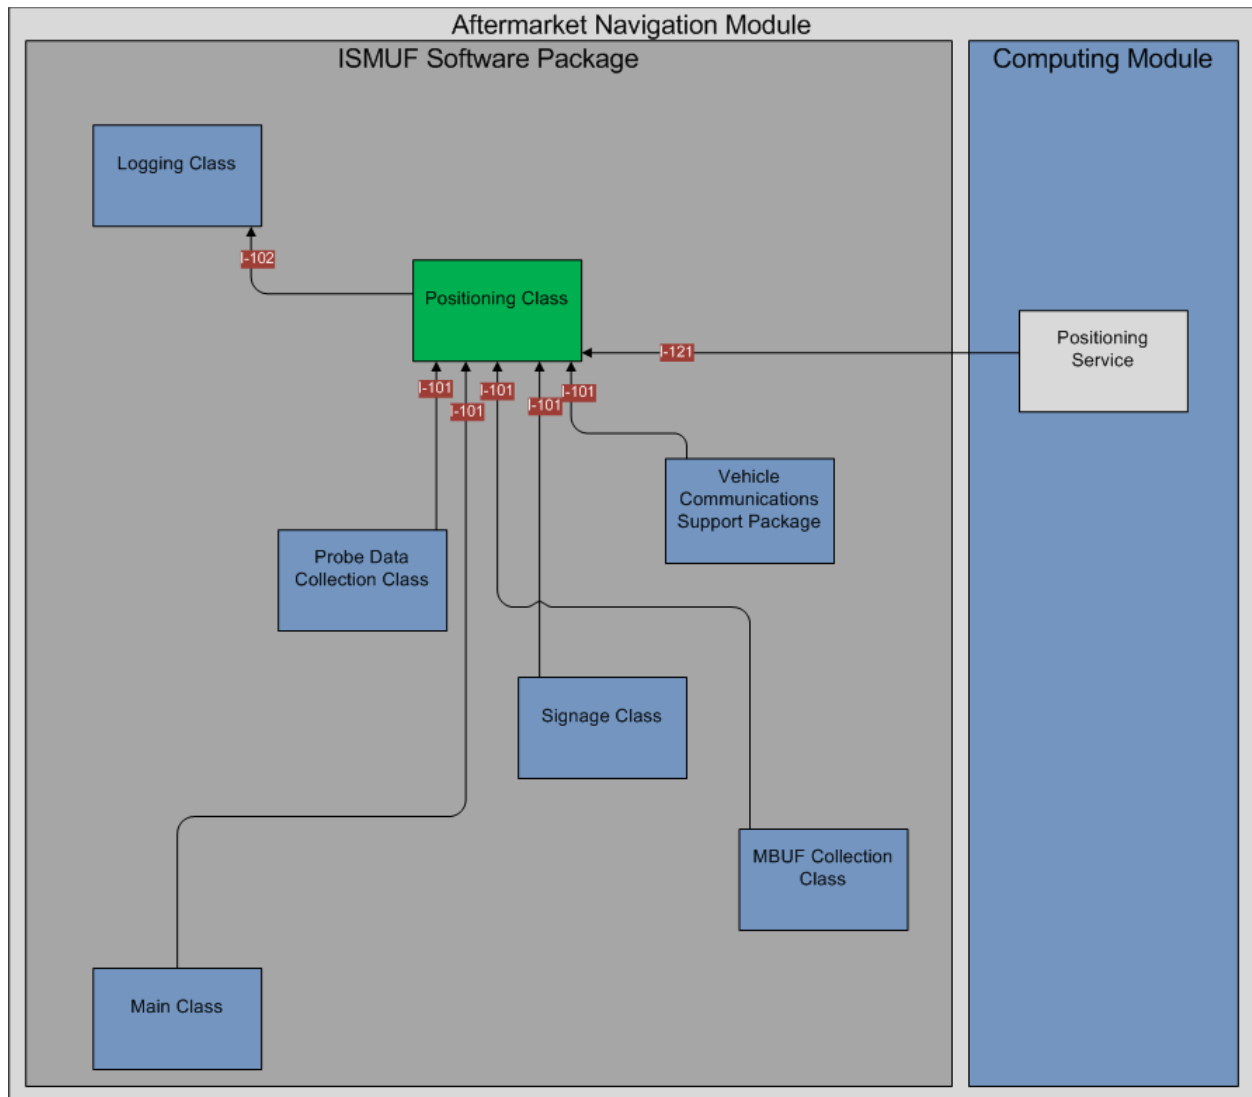 Aftermarket Navigation Module
ISMUF Software Package
Computing Module
Logging Class
I-102
Positioning Class
I-121
Positioning
Service
I-101
I-101
I-101
I-101
I-101
Vehicle
Communications
Support Package
Probe Data
Collection Class
Signage Class
MBUF Collection
Class
Main Class